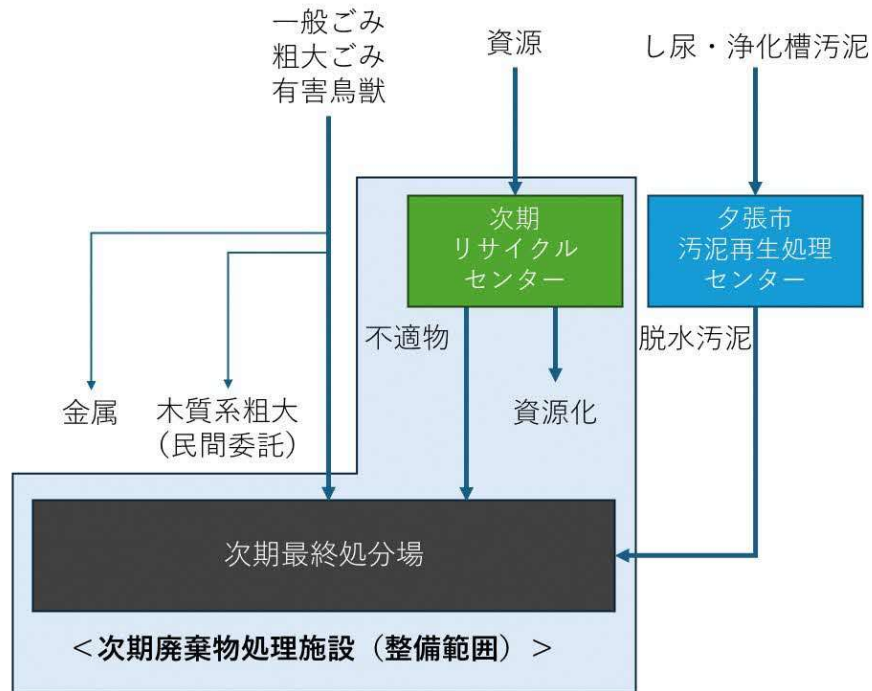 一般ごみ
粗大ごみ
有害鳥獣
資源
し尿・浄化槽汚泥
次期
リサイクル
センター
夕張市
汚泥再生処理
センター
不適物
脱水汚泥
金属
木質系粗大
（民間委託）
資源化
次期最終処分場
＜次期廃棄物処理施設（整備範囲）＞